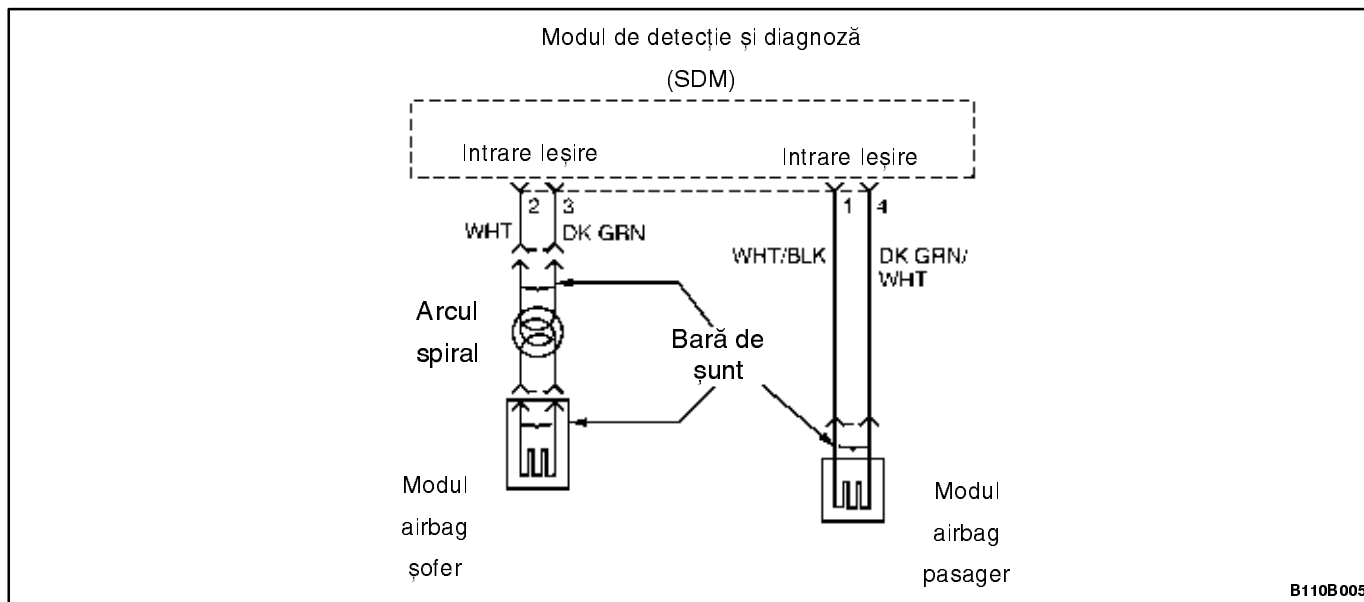 Modul de detecție și diagnoză
(SDM)
Intrare Ieșire
Intrare Ieșire
2 3
1 4
WHT
DK GRN
WHT/BLK
DK GRN/
WHT
Arcul
spiral
Bară de
șunt
Modul
airbag
șofer
Modul
airbag
pasager
B110B005